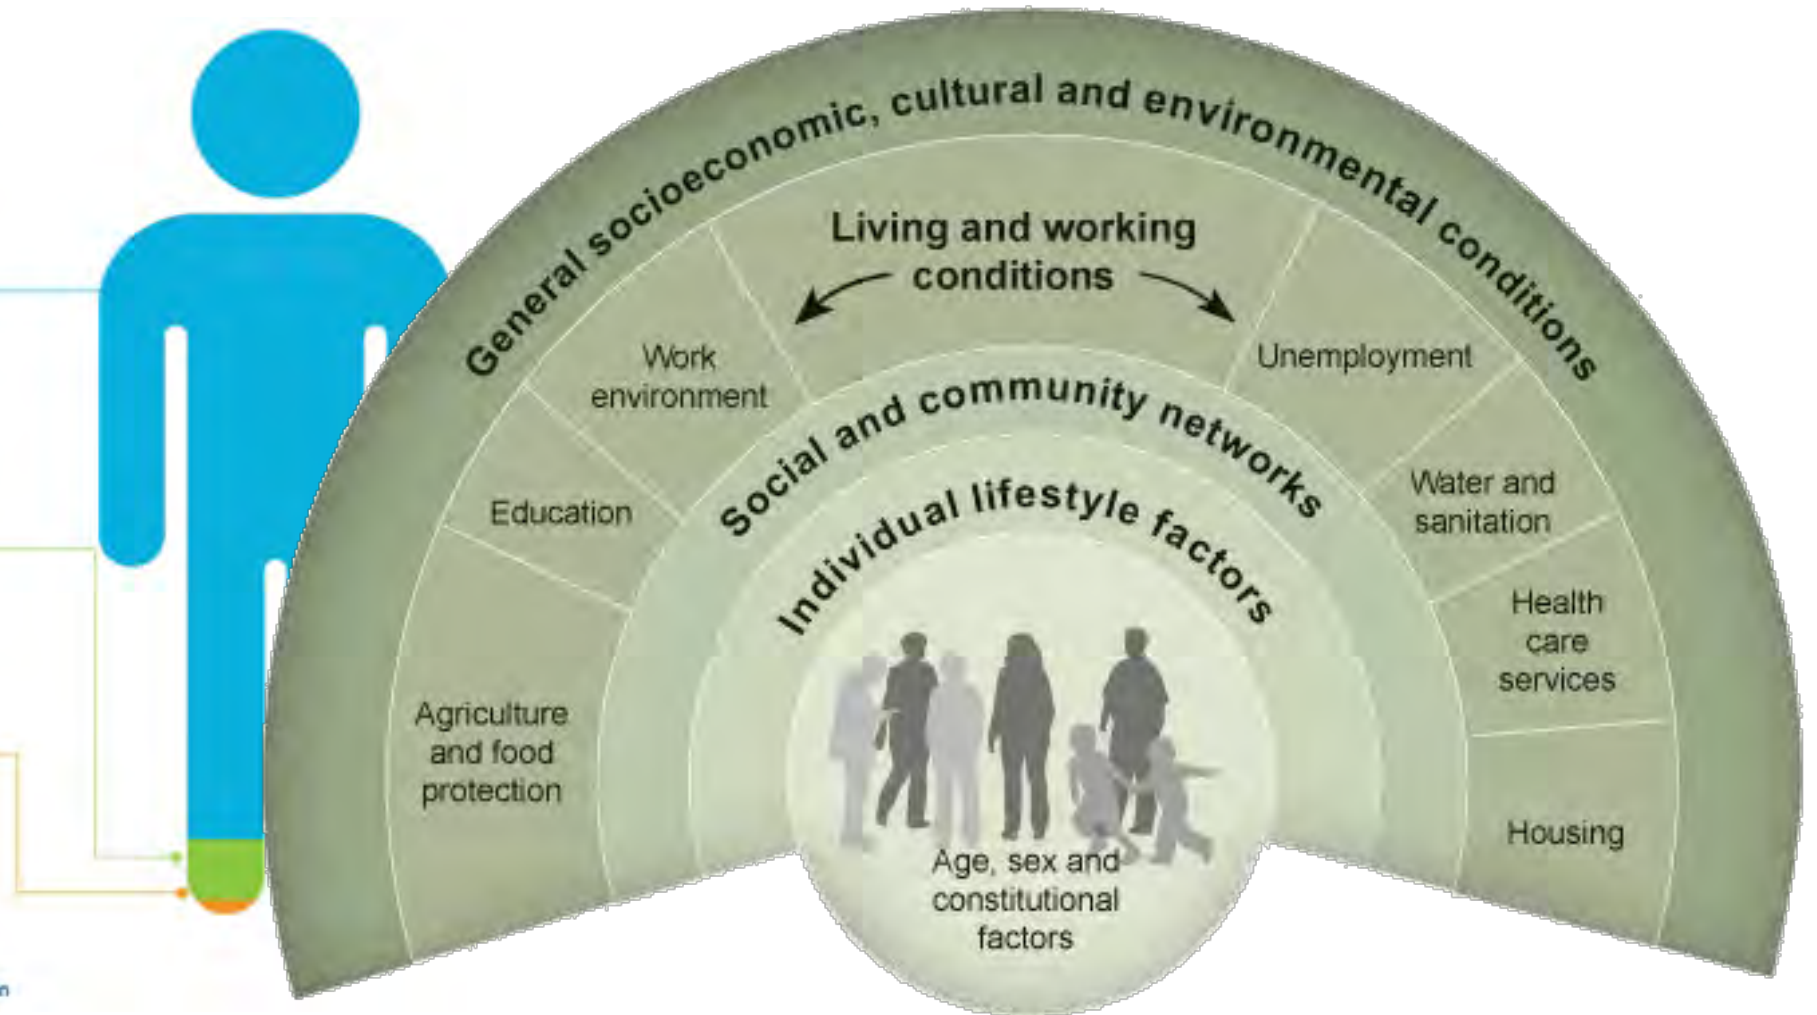 General socioeconomic, cultural and environmental conditions
Living and working
conditions
Work
environment
Unemployment
Social and community networks
Education
Water and
sanitation
Individual lifestyle factors
Health
care
services
Agriculture
and food
protection
Housing
Age, sex and
constitutional
factors
n